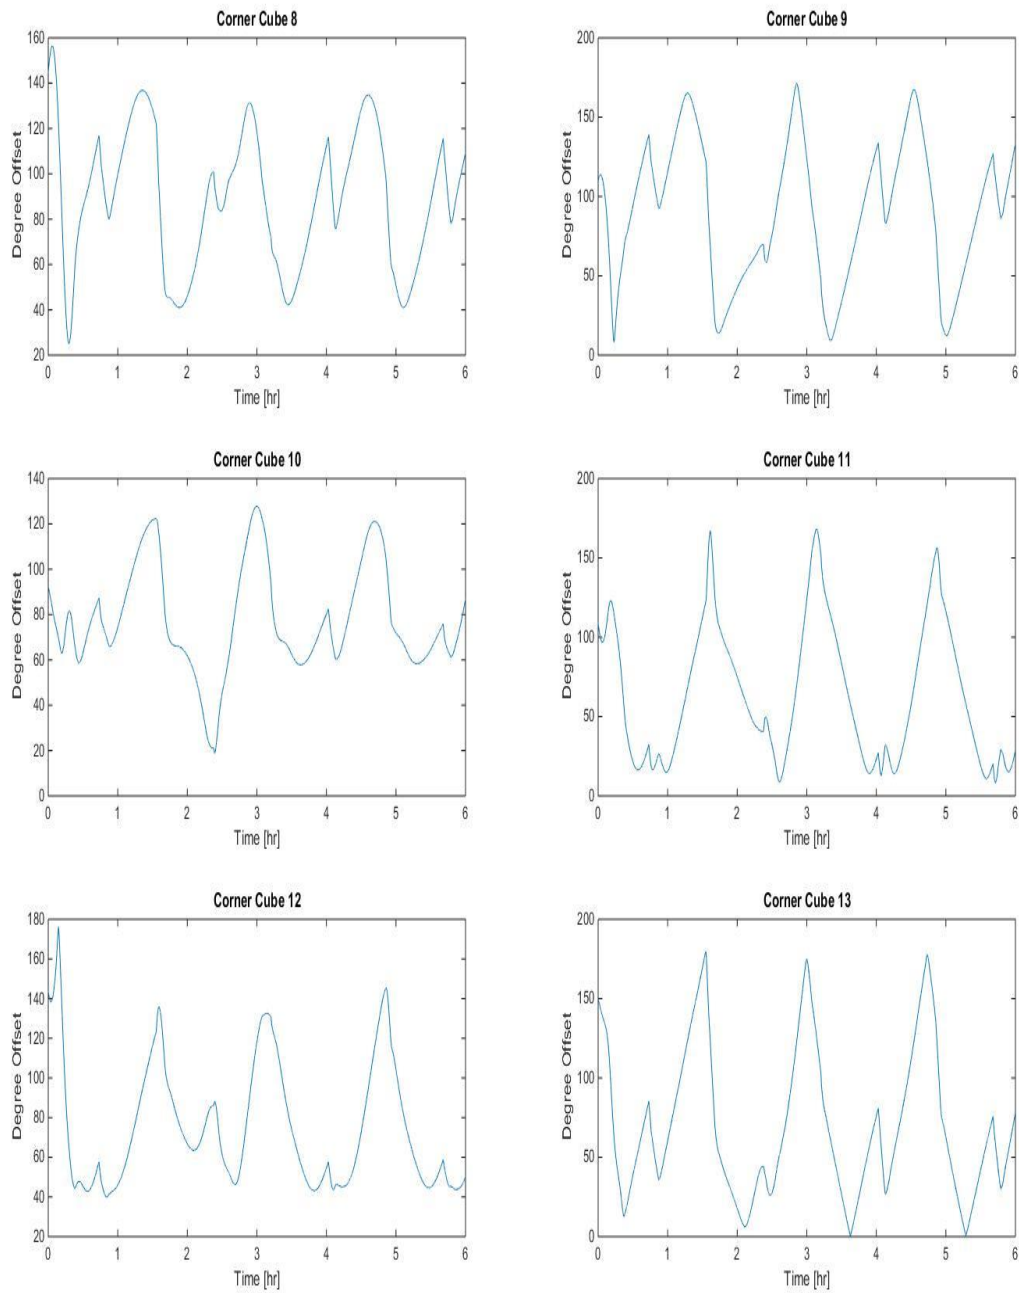 Corner Cube 8
160
140
120
100
80
60
40
20
Degree Offset
0 1 2 3 4 5 6
Time [hr]
Corner Cube 9
200
150
100
50
0
Degree Offset
0 1 2 3 4 5 6
Time [hr]
Corner Cube 10
140
120
100
80
60
40
20
0
Degree Offset
0 1 2 3 4 5 6
Time [hr]
Corner Cube 11
200
150
100
50
0
Degree Offset
0 1 2 3 4 5 6
Time [hr]
Corner Cube 12
180
160
140
120
100
80
60
40
20
Degree Offset
0 1 2 3 4 5 6
Time [hr]
Corner Cube 13
200
150
100
50
0
Degree Offset
0 1 2 3 4 5 6
Time [hr]